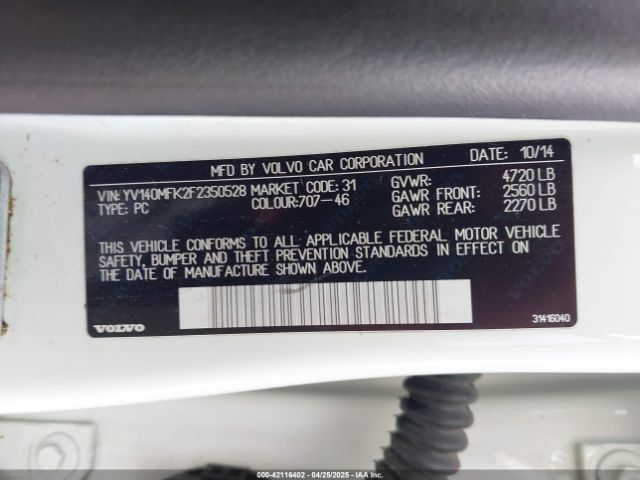 MFD BY VOLVO CAR CORPORATION DATE: 10/14
VIN: YV140MFK2F2350528 MARKET CODE: 31 GVWR: 4720 LB
TYPE: PC COLOUR:707-46 GAWR FRONT: 2560 LB
GAWR REAR: 2270 LB
THIS VEHICLE CONFORMS TO ALL APPLICABLE FEDERAL MOTOR VEHICLE
SAFETY, BUMPER AND THEFT PREVENTION STANDARDS IN EFFECT ON
THE DATE OF MANUFACTURE SHOWN ABOVE.
VOLVO 31416040
000-42116402 - 04/25/2025 - IAAI Inc.